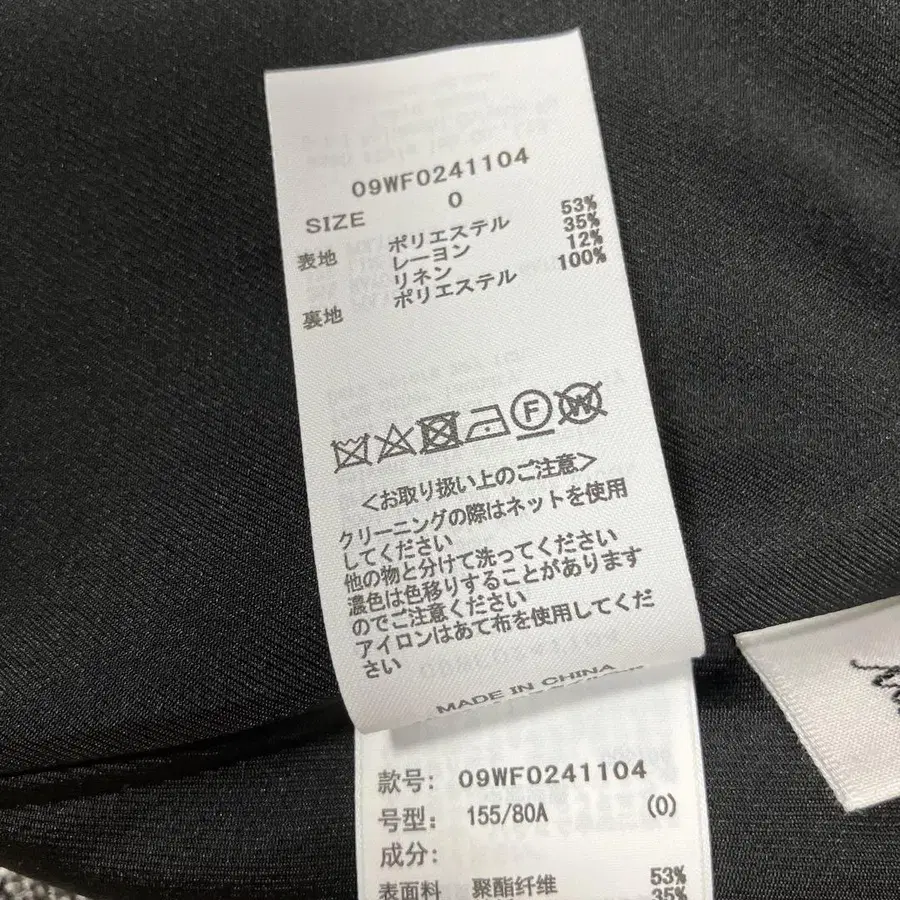 09WF0241104
SIZE 0
表地 ポリエステル 53%
レーヨン 35%
リネン 12%
裏地 ポリエステル 100%
F
W
<お取り扱い上のご注意>
クリーニングの際はネットを使用
してください
他の物と分けて洗ってください
濃色は色移りすることがあります
のでご注意ください
アイロンはあて布を使用してくだ
さい
MADE IN CHINA
款号: 09WF0241104
号型: 155/80A (0)
成分:
表面料 聚酯纤维 53%
35%